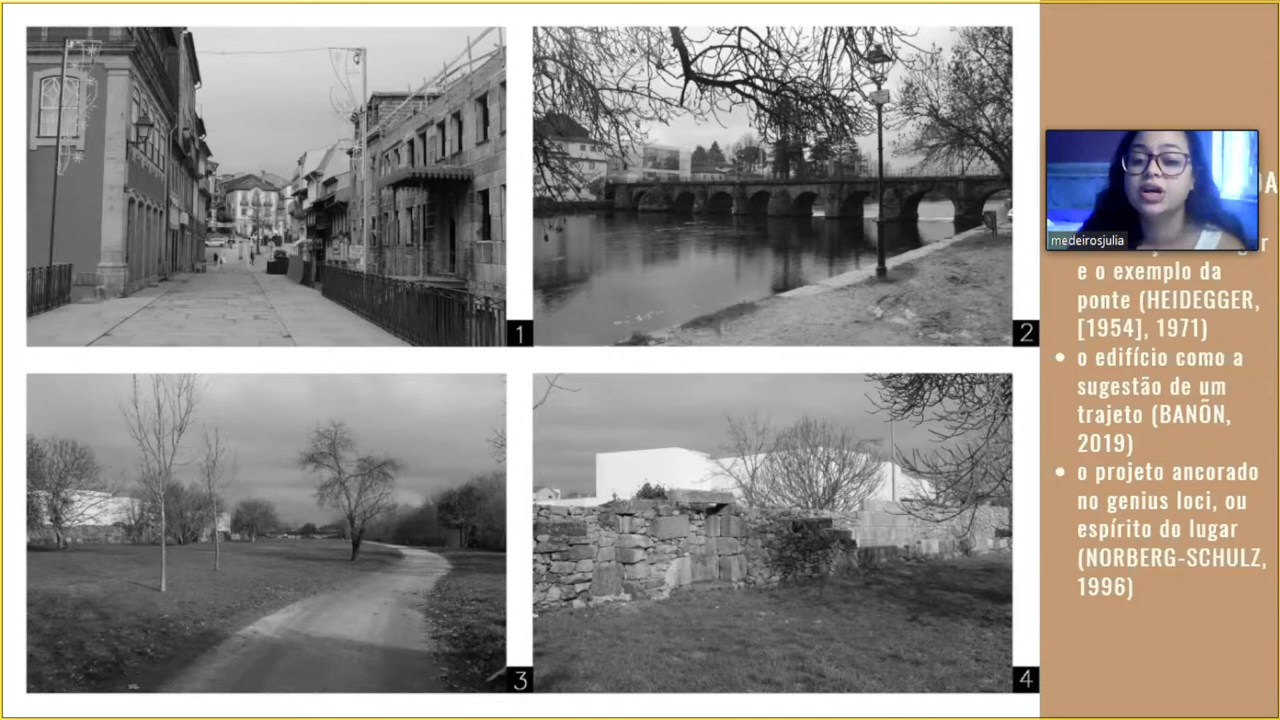 1
2
3
4
medeirosjulia
e o exemplo da
ponte (HEIDEGGER,
[1954], 1971)
• o edifício como a
sugestão de um
trajeto (BANÕN,
2019)
• o projeto ancorado
no genius loci, ou
espírito do lugar
(NORBERG-SCHULZ,
1996)